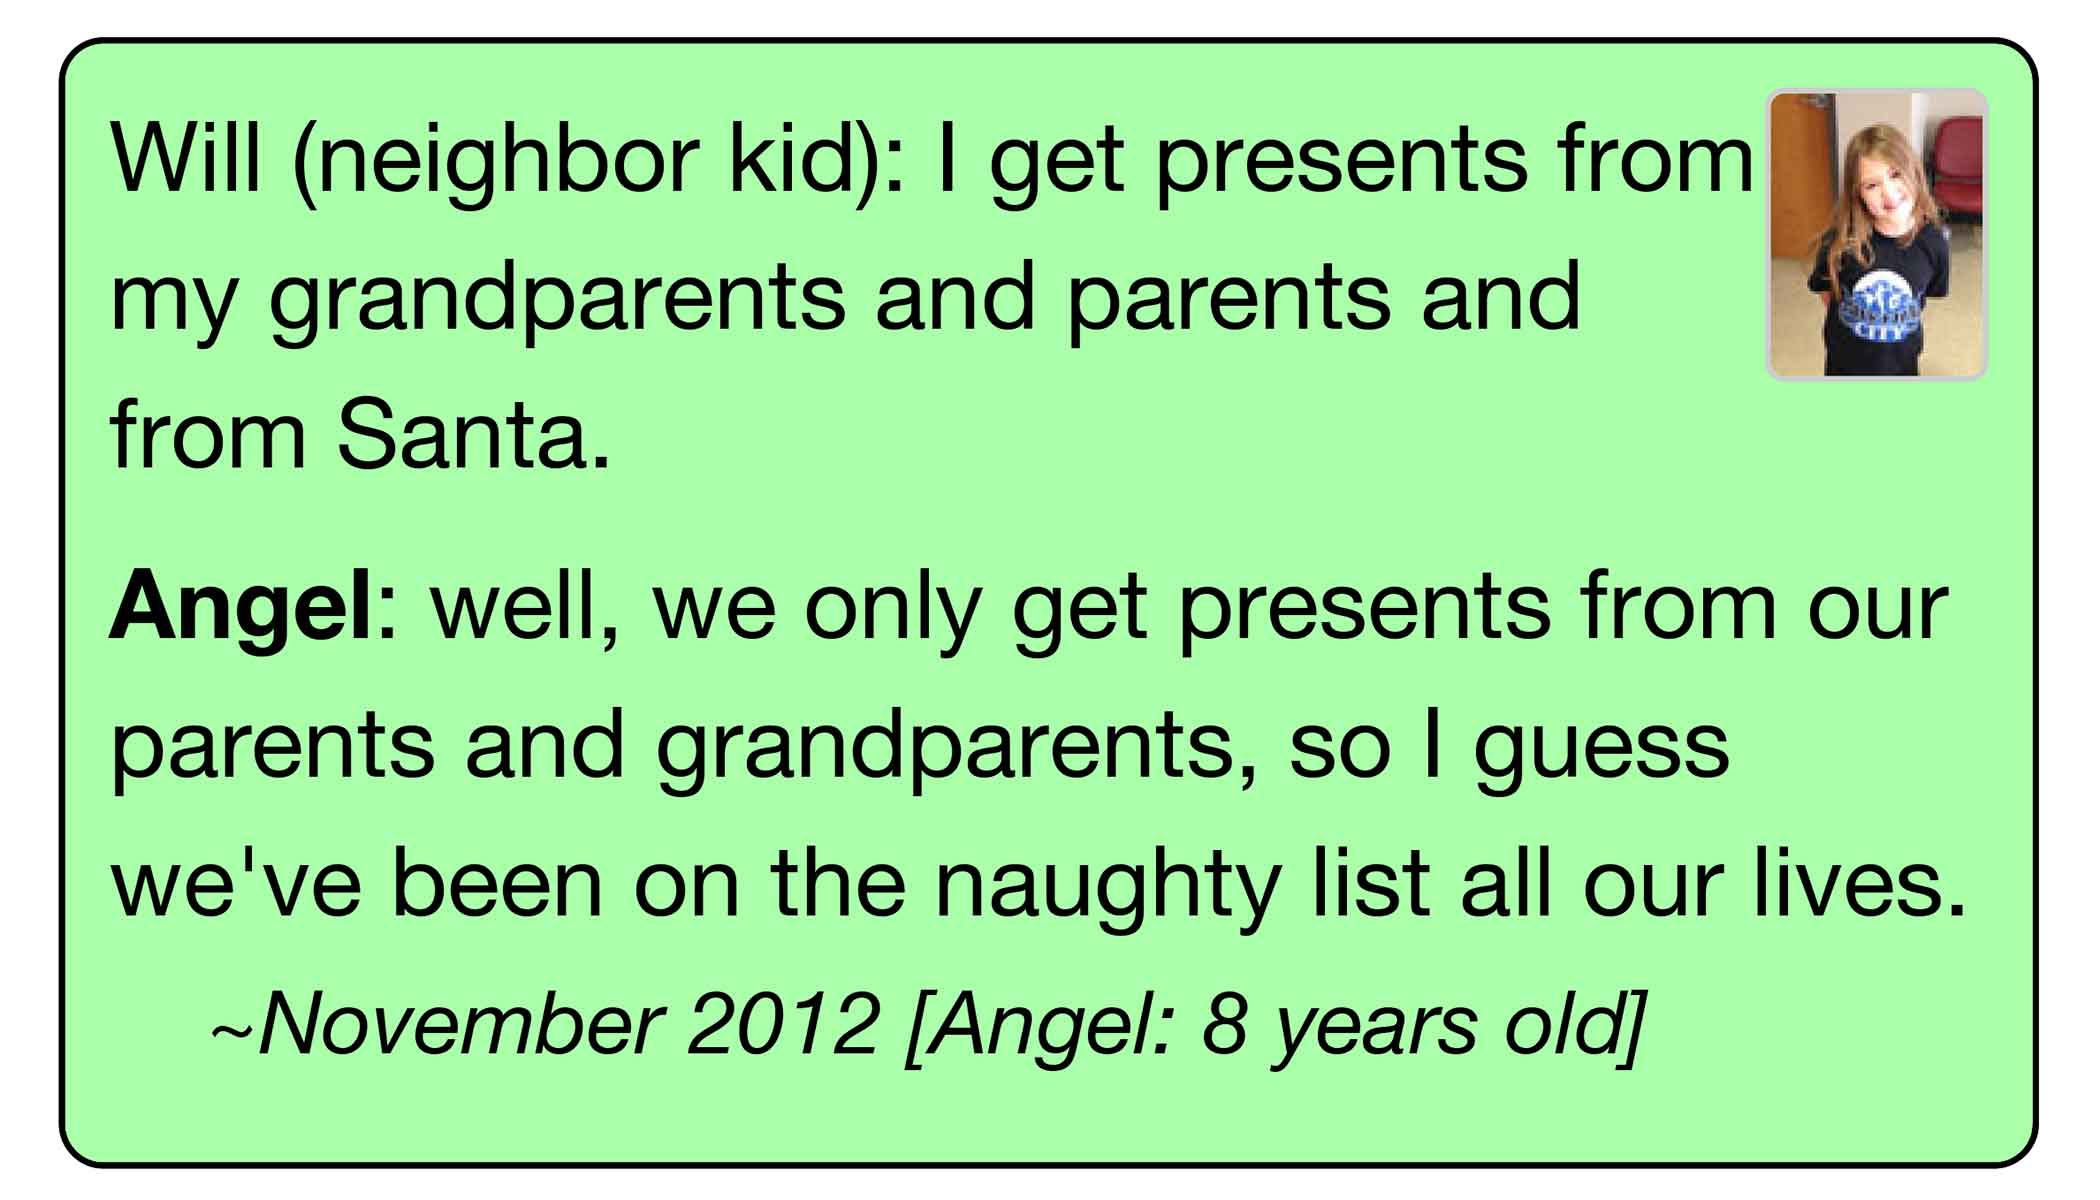 Will (neighbor kid): I get presents from
my grandparents and parents and
from Santa.
Angel: well, we only get presents from our
parents and grandparents, so I guess
we've been on the naughty list all our lives.
~November 2012 [Angel: 8 years old]
CITY